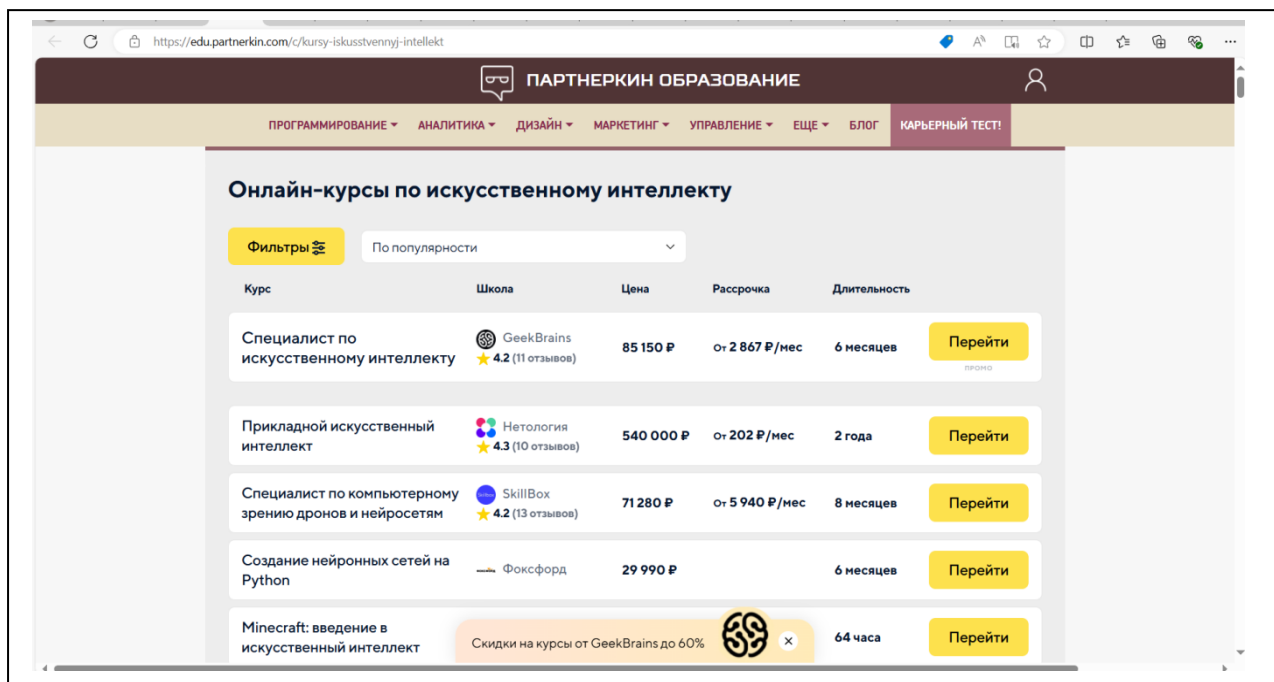 https://edu.partnerkin.com/c/kursy-iskusstvennyj-intellekt
ПАРТНЕРКИН ОБРАЗОВАНИЕ
ПРОГРАММИРОВАНИЕ АНАЛИТИКА ДИЗАЙН МАРКЕТИНГ УПРАВЛЕНИЕ ЕЩЕ БЛОГ КАРЬЕРНЫЙ ТЕСТ!
Онлайн-курсы по искусственному интеллекту
Фильтры По популярности
Курс Школа Цена Рассрочка Длительность
Специалист по
искусственному интеллекту
GeekBrains
4.2 (11 отзывов)
85 150 ₽ От 2 867 ₽/мес 6 месяцев Перейти
ПРОМО
Прикладной искусственный
интеллект
Нетология
4.3 (10 отзывов)
540 000 ₽ От 202 ₽/мес 2 года Перейти
Специалист по компьютерному
зрению дронов и нейросетям
SkillBox
4.2 (13 отзывов)
71 280 ₽ От 5 940 ₽/мес 8 месяцев Перейти
Создание нейронных сетей на
Python
Фоксфорд 29 990 ₽ 6 месяцев Перейти
Minecraft: введение в
искусственный интеллект
Скидки на курсы от GeekBrains до 60%
64 часа Перейти